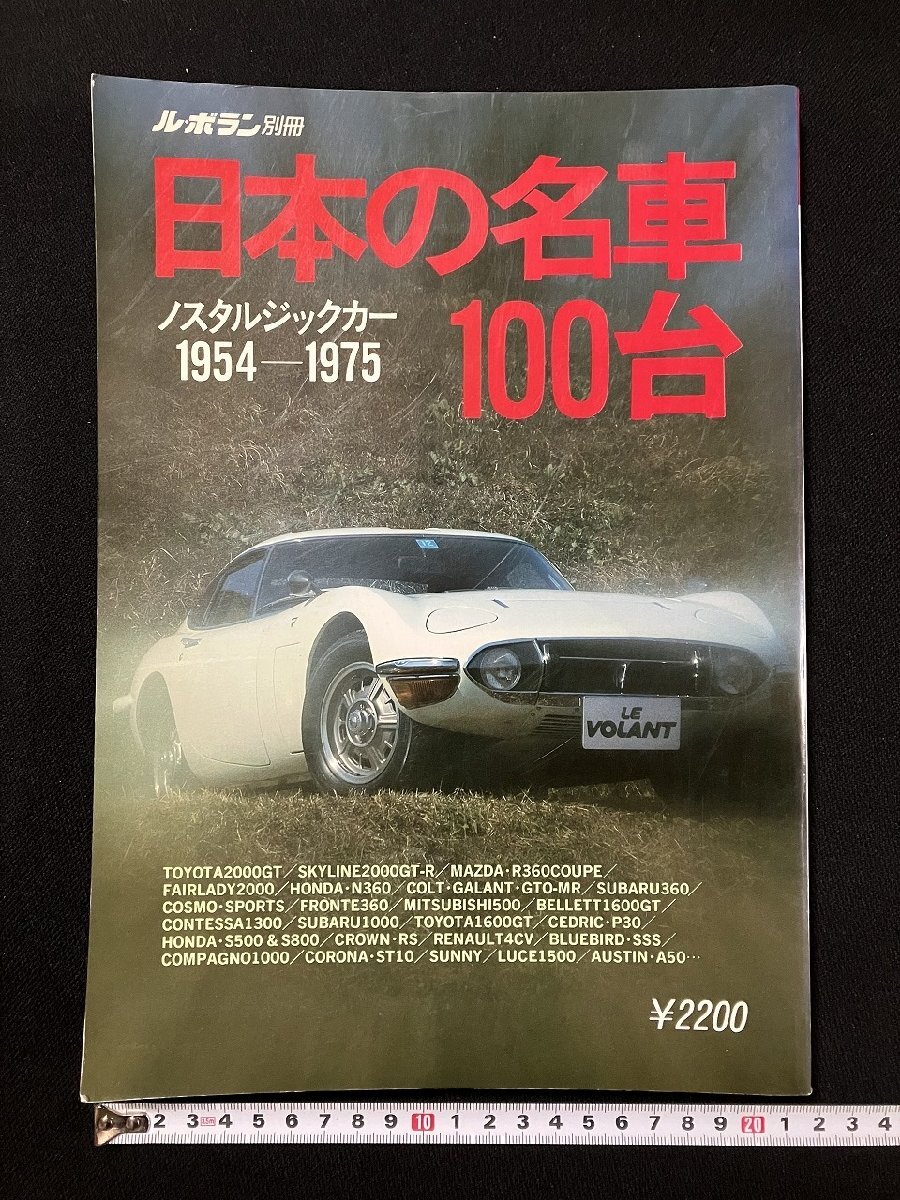 ル・ボラン別冊
日本の名車
100台
ノスタルジックカー
1954—1975
12
LE
VOLANT
TOYOTA2000GT/SKYLINE2000GT-R/MAZDA・R360COUPE/
FAIRLADY2000/HONDA・N360/COLT・GALANT・GTO-MR/SUBARU360/
COSMO・SPORTS/FRONTE360/MITSUBISHI500/BELLETT1600GT/
CONTESSA1300/SUBARU1000/TOYOTA1600GT/CEDRIC・P30/
HONDA・S500 & S800/CROWN・RS/RENAULT4CV/BLUEBIRD・SSS/
COMPAGNO1000/CORONA・ST10/SUNNY/LUCE1500/AUSTIN・A50…
¥2200
2 3 4 5 6 7 8 9 10 1 2 3 4 5 6 7 8 9 20 1 2 3 4